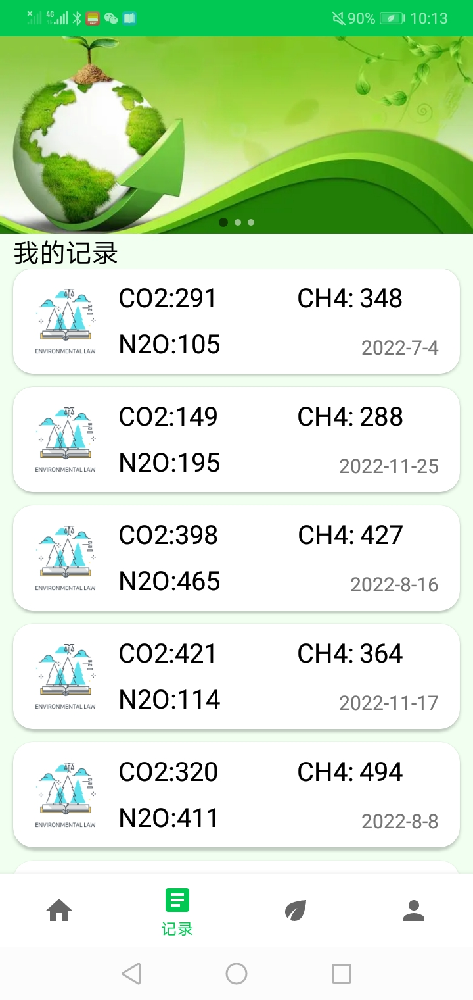 4G 90% 10:13
我的记录
CO2:291 CH4: 348
N2O:105 2022-7-4
ENVIRONMENTAL LAW
CO2:149 CH4: 288
N2O:195 2022-11-25
ENVIRONMENTAL LAW
CO2:398 CH4: 427
N2O:465 2022-8-16
ENVIRONMENTAL LAW
CO2:421 CH4: 364
N2O:114 2022-11-17
ENVIRONMENTAL LAW
CO2:320 CH4: 494
N2O:411 2022-8-8
ENVIRONMENTAL LAW
记录